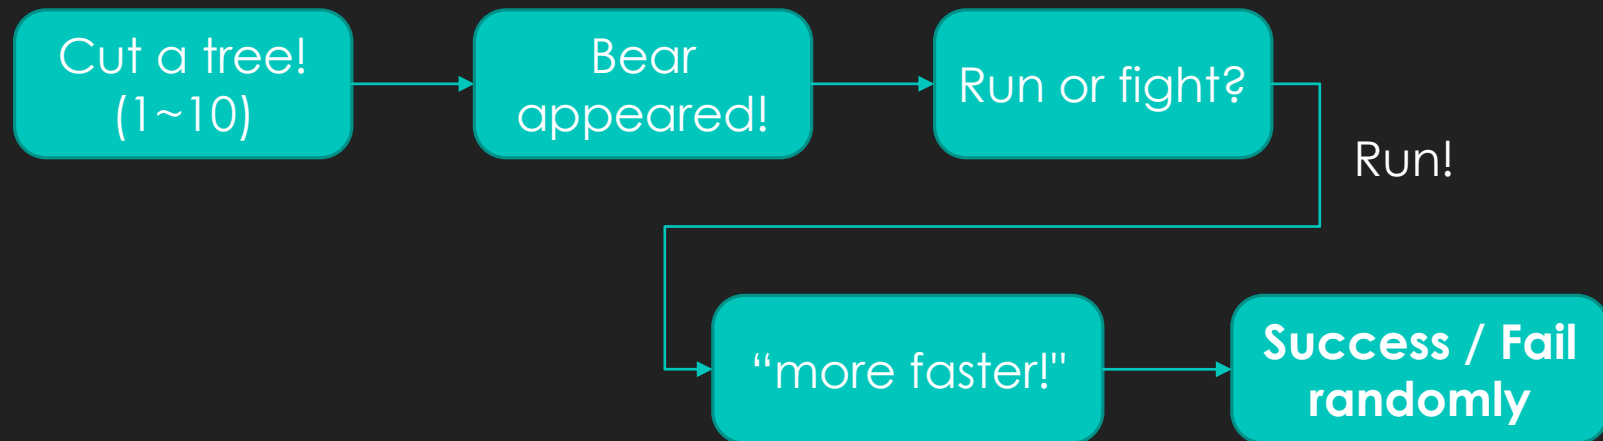 Cut a tree!
(1~10)
Bear
appeared!
Run or fight?
Run!
“more faster!"
Success / Fail
randomly